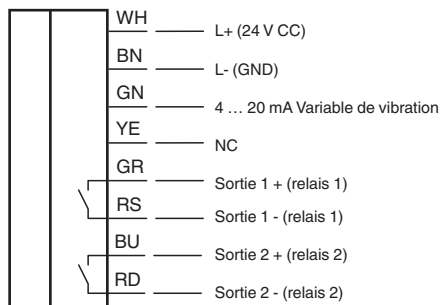 WH L+ (24 V CC)
BN L- (GND)
GN 4 … 20 mA Variable de vibration
YE NC
GR Sortie 1 + (relais 1)
RS Sortie 1 - (relais 1)
BU Sortie 2 + (relais 2)
RD Sortie 2 - (relais 2)